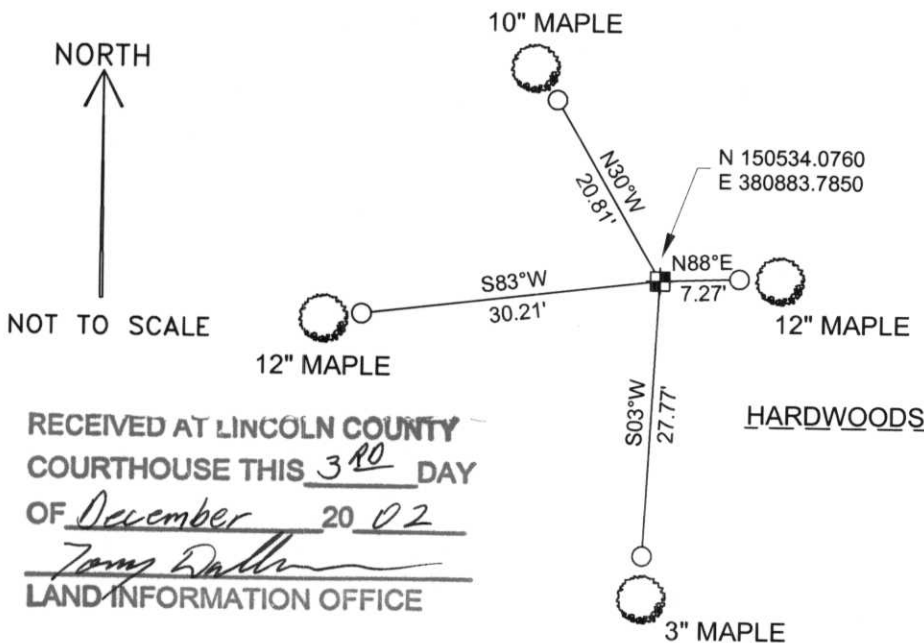 10" MAPLE
NORTH
N 150534.0760
E 380883.7850
N30°W
20.81'
N88°E
7.27'
S83°W
30.21'
NOT TO SCALE
12" MAPLE
12" MAPLE
S03°W
27.77'
HARDWOODS
RECEIVED AT LINCOLN COUNTY
COURTHOUSE THIS 3RD DAY
OF December 20 02
LAND INFORMATION OFFICE
3" MAPLE